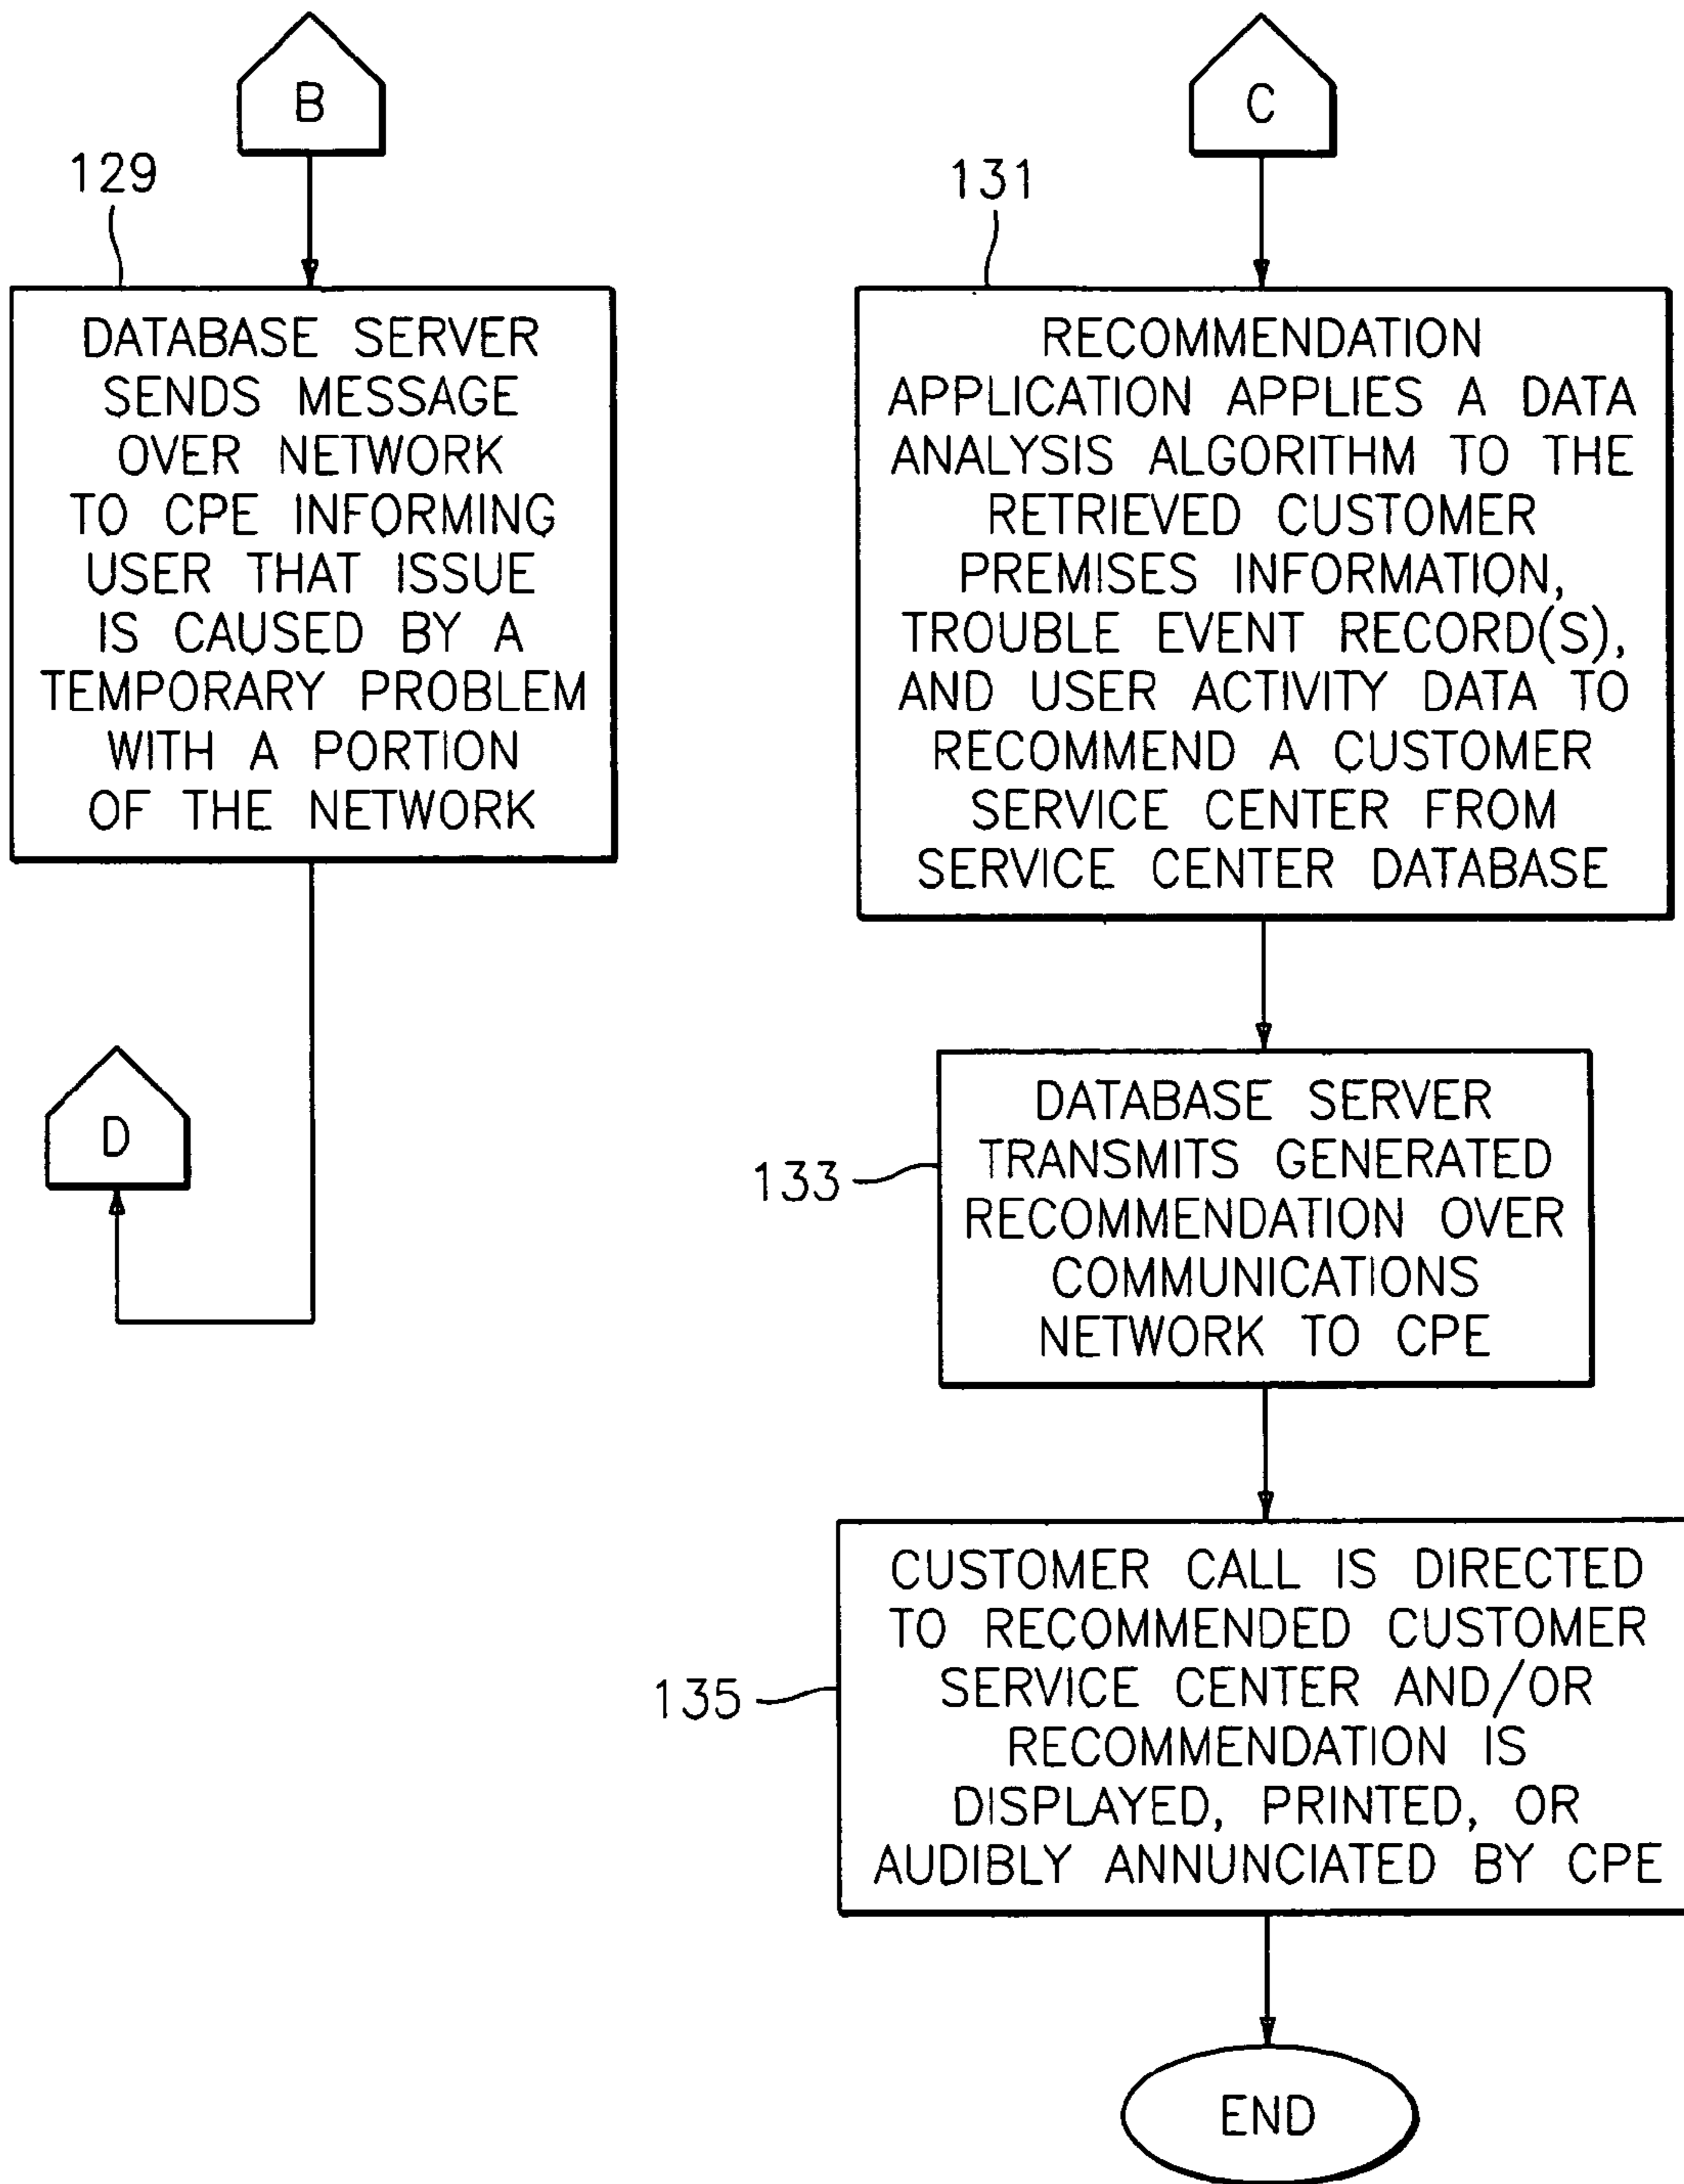 B
129
DATABASE SERVER
SENDS MESSAGE
OVER NETWORK
TO CPE INFORMING
USER THAT ISSUE
IS CAUSED BY A
TEMPORARY PROBLEM
WITH A PORTION
OF THE NETWORK
D
C
131
RECOMMENDATION
APPLICATION APPLIES A DATA
ANALYSIS ALGORITHM TO THE
RETRIEVED CUSTOMER
PREMISES INFORMATION,
TROUBLE EVENT RECORD(S),
AND USER ACTIVITY DATA TO
RECOMMEND A CUSTOMER
SERVICE CENTER FROM
SERVICE CENTER DATABASE
133
DATABASE SERVER
TRANSMITS GENERATED
RECOMMENDATION OVER
COMMUNICATIONS
NETWORK TO CPE
135
CUSTOMER CALL IS DIRECTED
TO RECOMMENDED CUSTOMER
SERVICE CENTER AND/OR
RECOMMENDATION IS
DISPLAYED, PRINTED, OR
AUDIBLY ANNUNCIATED BY CPE
END